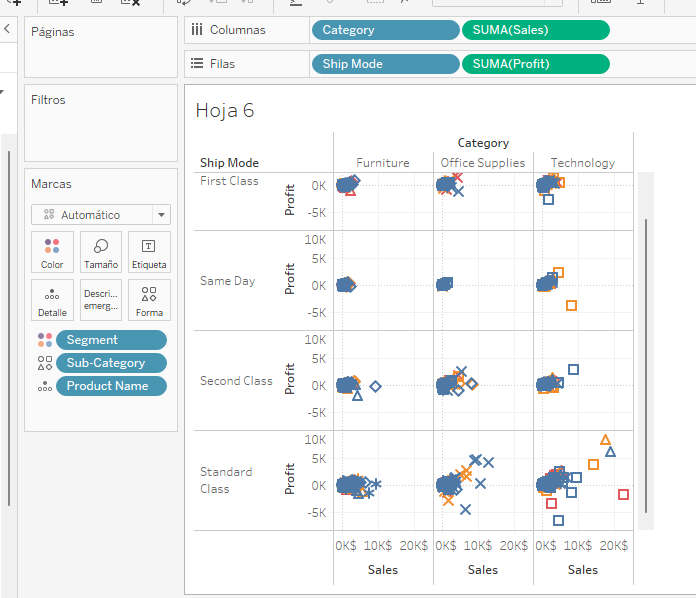 Páginas
Columnas
Category
SUMA(Sales)
Filas
Ship Mode
SUMA(Profit)
Filtros
Hoja 6
Category
Ship Mode
Furniture
Office Supplies
Technology
Marcas
Automático
Color
Tamaño
Etiqueta
Detalle
Descri...
emerg...
Forma
Segment
Sub-Category
Product Name
First Class
Profit
0K
-5K
Same Day
Profit
10K
5K
0K
-5K
Second Class
Profit
10K
5K
0K
-5K
Standard
Class
Profit
10K
5K
0K
-5K
0K$ 10K$ 20K$
0K$ 10K$ 20K$
0K$ 10K$ 20K$
Sales
Sales
Sales